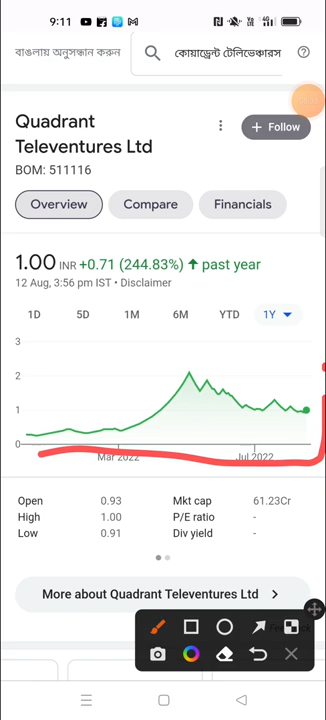 9:11
বাঙলায় অনুসন্ধান করুন
কোয়াড্রেন্ট টেলিভেঞ্চারস
Quadrant
Televentures Ltd
+ Follow
BOM: 511116
Overview
Compare
Financials
1.00 INR +0.71 (244.83%) ↑ past year
12 Aug, 3:56 pm IST • Disclaimer
1D 5D 1M 6M YTD 1Y
3
2
1
0
Mar 2022 Jul 2022
Open 0.93 Mkt cap 61.23Cr
High 1.00 P/E ratio -
Low 0.91 Div yield -
More about Quadrant Televentures Ltd